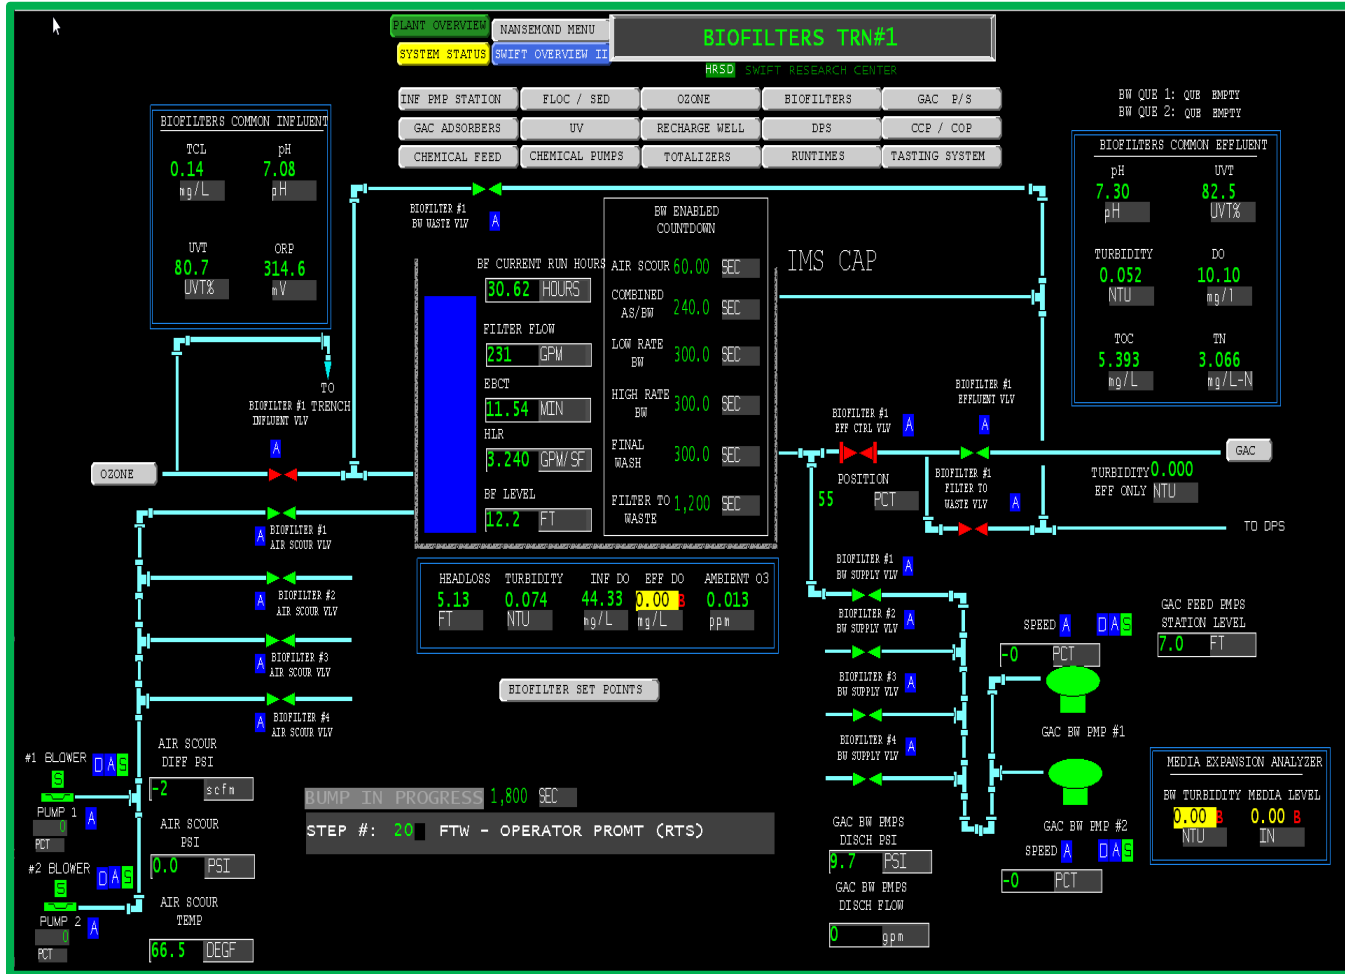 PLANT OVERVIEW
NANSEMOND MENU
SYSTEM STATUS
SWIFT OVERVIEW II
BIOFILTERS TRN#1
HRSD SWIFT RESEARCH CENTER
INF PMP STATION
FLOC / SED
OZONE
BIOFILTERS
GAC P/S
GAC ADSORBERS
UV
RECHARGE WELL
DPS
CCP / COP
CHEMICAL FEED
CHEMICAL PUMPS
TOTALIZERS
RUNTIMES
TASTING SYSTEM
BW QUE 1: QUE EMPTY
BW QUE 2: QUE EMPTY
BIOFILTERS COMMON INFLUENT
TCL
0.14
mg/L
pH
7.08
pH
UVT
80.7
UVT%
ORP
314.6
mV
BIOFILTERS COMMON EFFLUENT
pH
7.30
pH
UVT
82.5
UVT%
TURBIDITY
0.052
NTU
DO
10.10
mg/l
TOC
5.393
mg/L
TN
3.066
mg/L-N
BIOFILTER #1
BW WASTE VLV
A
BW ENABLED
COUNTDOWN
AIR SCOUR 60.00 SEC
COMBINED
AS/BW
240.0 SEC
LOW RATE
BW
300.0 SEC
HIGH RATE
BW
300.0 SEC
FINAL
WASH
300.0 SEC
FILTER TO
WASTE
1,200 SEC
IMS CAP
BF CURRENT RUN HOURS
30.62 HOURS
FILTER FLOW
231 GPM
EBCT
11.54 MIN
HLR
3.240 GPM/SF
BF LEVEL
12.2 FT
TO
TRENCH
BIOFILTER #1
INFLUENT VLV
A
OZONE
BIOFILTER #1
AIR SCOUR VLV
A
BIOFILTER #2
AIR SCOUR VLV
A
BIOFILTER #3
AIR SCOUR VLV
A
BIOFILTER #4
AIR SCOUR VLV
A
BIOFILTER #1
EFF CTRL VLV
A
POSITION
55 PCT
BIOFILTER #1
EFFLUENT VLV
A
BIOFILTER #1
FILTER TO
WASTE VLV
A
GAC
TURBIDITY 0.000
EFF ONLY NTU
TO DPS
HEADLOSS
5.13
FT
TURBIDITY
0.074
NTU
INF DO
44.33
mg/L
EFF DO
0.00 B
mg/L
AMBIENT O3
0.013
ppm
BIOFILTER SET POINTS
BIOFILTER #1
BW SUPPLY VLV
A
BIOFILTER #2
BW SUPPLY VLV
A
BIOFILTER #3
BW SUPPLY VLV
A
BIOFILTER #4
BW SUPPLY VLV
A
SPEED A D A S
-0 PCT
GAC BW PMP #1
GAC FEED PMPS
STATION LEVEL
7.0 FT
GAC BW PMP #2
SPEED A D A S
-0 PCT
MEDIA EXPANSION ANALYZER
BW TURBIDITY MEDIA LEVEL
0.00 B 0.00 B
NTU IN
#1 BLOWER D A S
S
PUMP 1 A
0
PCT
#2 BLOWER D A S
S
PUMP 2 A
0
PCT
AIR SCOUR
DIFF PSI
-2 scfm
AIR SCOUR
PSI
0.0 PSI
AIR SCOUR
TEMP
66.5 DEGF
BUMP IN PROGRESS 1,800 SEC
STEP #: 20 FTW - OPERATOR PROMT (RTS)
GAC BW PMPS
DISCH PSI
9.7 PSI
GAC BW PMPS
DISCH FLOW
0 gpm